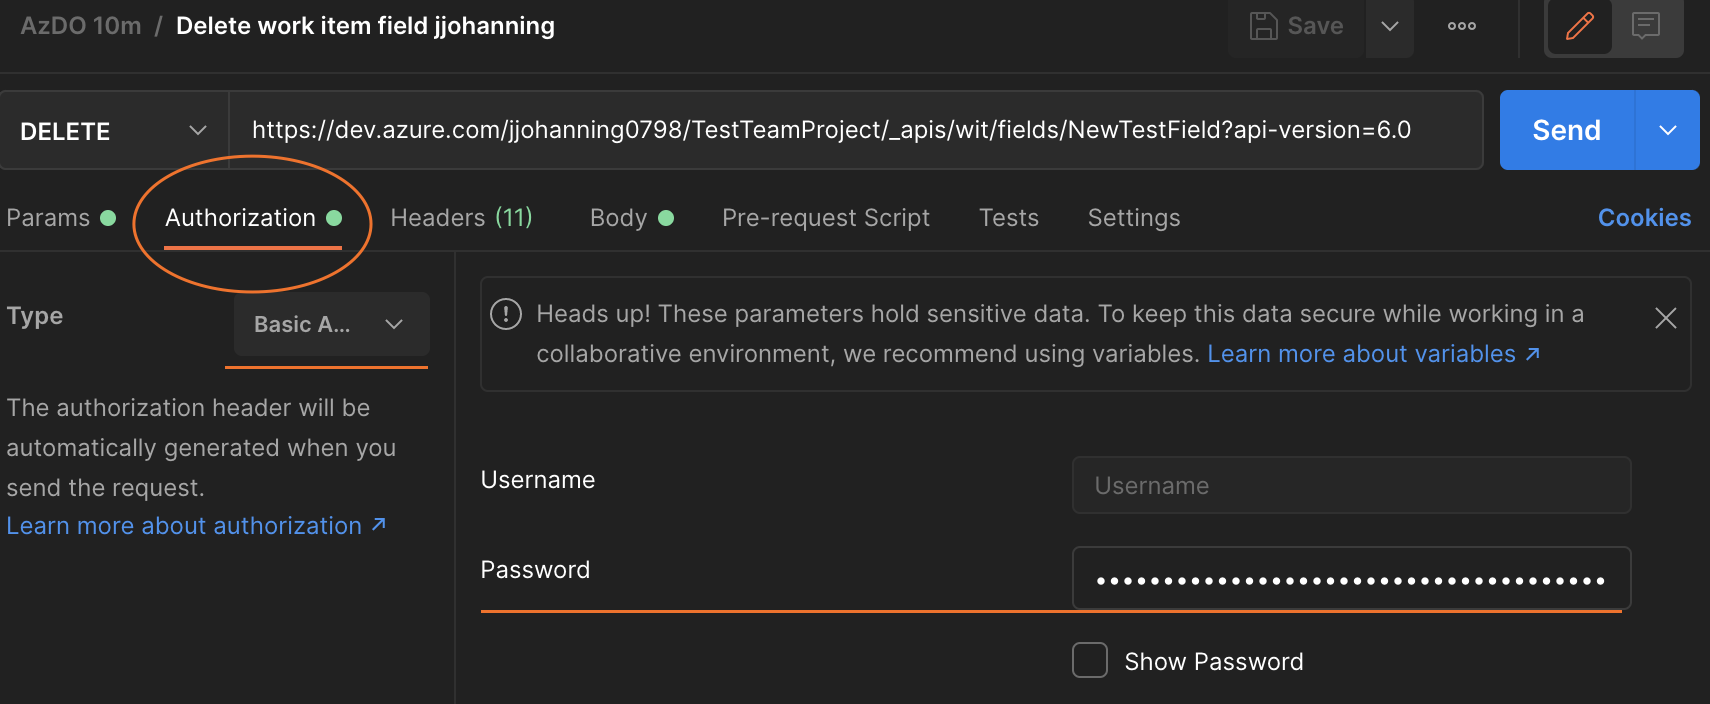 AzDO 10m / Delete work item field jjohanning
Save
DELETE
https://dev.azure.com/jjohanning0798/TestTeamProject/_apis/wit/fields/NewTestField?api-version=6.0
Send
Params
Authorization
Headers (11)
Body
Pre-request Script
Tests
Settings
Cookies
Type
Basic A...
The authorization header will be
automatically generated when you
send the request.
Learn more about authorization ↗
Heads up! These parameters hold sensitive data. To keep this data secure while working in a
collaborative environment, we recommend using variables. Learn more about variables ↗
Username
Username
Password
••••••••••••••••••••••••••••••••••••••
Show Password